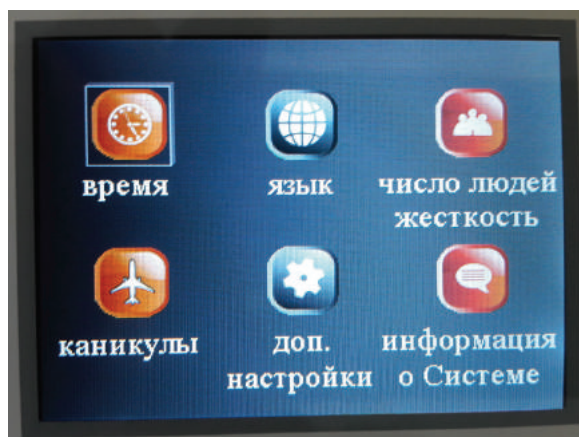 время
язык
число людей
жесткость
каникулы
доп.
настройки
информация
о Системе